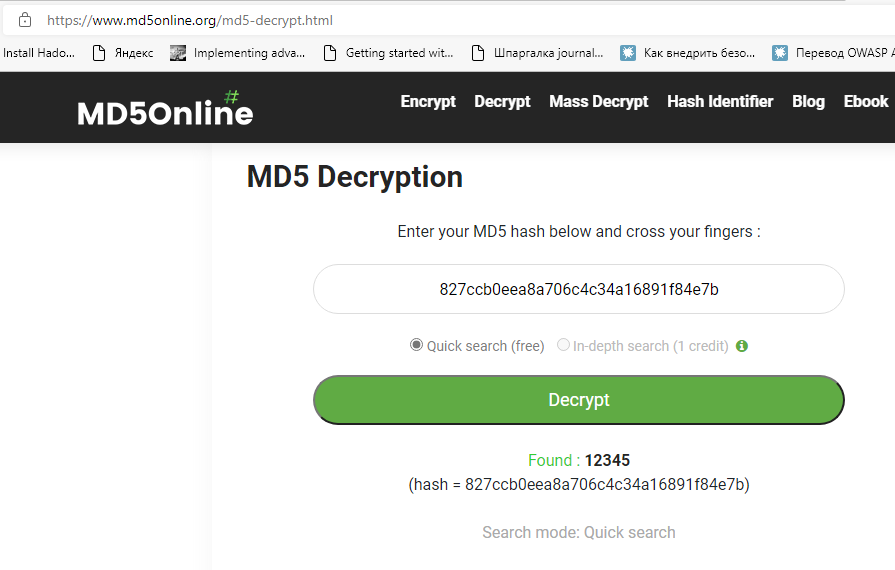 https://www.md5online.org/md5-decrypt.html
Install Hado... Яндекс Implementing adva... Getting started wit... Шпаргалка journal... Как внедрить безо... Перевод OWASP A
MD5Online# Encrypt Decrypt Mass Decrypt Hash Identifier Blog Ebook
MD5 Decryption
Enter your MD5 hash below and cross your fingers :
827ccb0eea8a706c4c34a16891f84e7b
Quick search (free) In-depth search (1 credit)
Decrypt
Found : 12345
(hash = 827ccb0eea8a706c4c34a16891f84e7b)
Search mode: Quick search